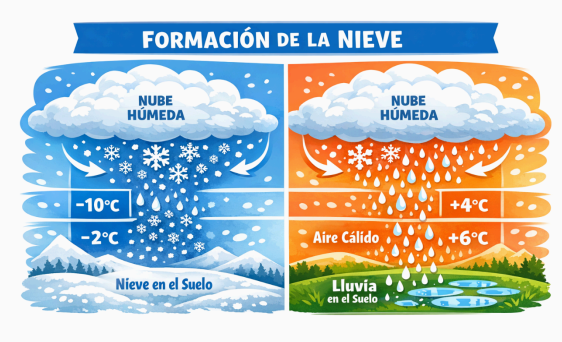 FORMACIÓN DE LA NIEVE
NUBE
HÚMEDA
-10°C
-2°C
Nieve en el Suelo
NUBE
HÚMEDA
+4°C
Aire Cálido
+6°C
Lluvía
en el Suelo